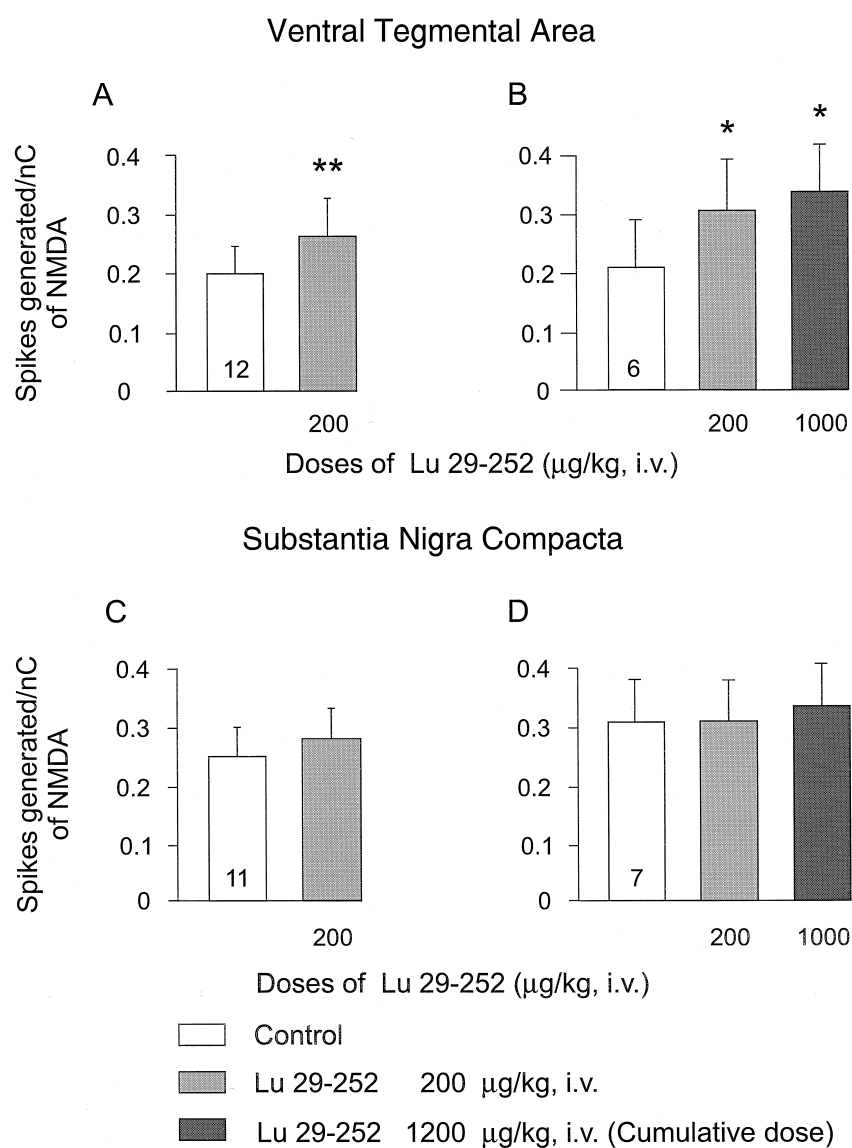 Ventral Tegmental Area
A
B
Spikes generated/nC
of NMDA
0.4
0.3
0.2
0.1
0
**
12
200
0.4
0.3
0.2
0.1
0
*
*
6
200 1000
Doses of Lu 29-252 (μg/kg, i.v.)
Substantia Nigra Compacta
C
D
Spikes generated/nC
of NMDA
0.4
0.3
0.2
0.1
0
11
200
0.4
0.3
0.2
0.1
0
7
200 1000
Doses of Lu 29-252 (μg/kg, i.v.)
Control
Lu 29-252 200 μg/kg, i.v.
Lu 29-252 1200 μg/kg, i.v. (Cumulative dose)